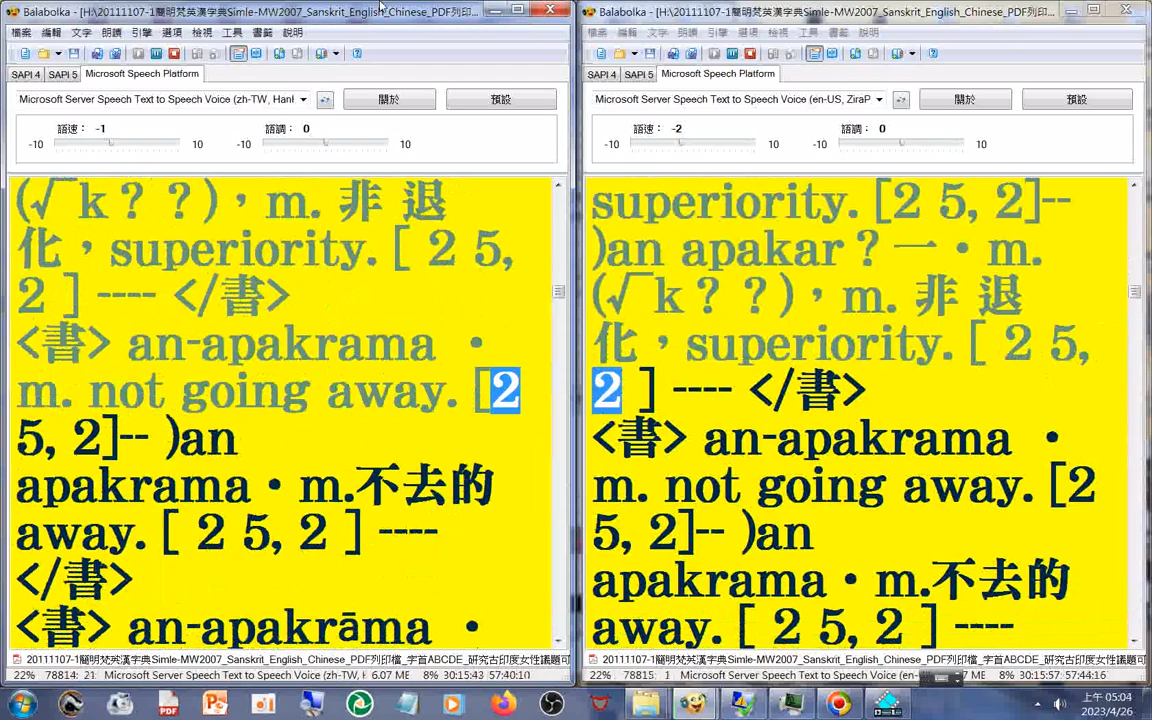 Balabolka - [H:\20111107-1簡明梵英漢字典Simle-MW2007_Sanskrit_English_Chinese_PDF列印...
檔案 編輯 文字 朗讀 引擎 選項 檢視 工具 書籤 說明
SAPI 4 SAPI 5 Microsoft Speech Platform
Microsoft Server Speech Text to Speech Voice (zh-TW, HanH
關於
預設
語速： -1
語調： 0
-10 10 -10 10
(√k？？)，m. 非 退
化，superiority. [ 2 5,
2 ] ---- </書>
<書> an-apakrama ・
m. not going away. [2
5, 2]-- )an
apakrama・m.不去的
away. [ 2 5, 2 ] ----
</書>
<書> an-apakrāma ・
20111107-1簡明梵英漢字典Simle-MW2007_Sanskrit_English_Chinese_PDF列印檔_字首ABCDE_研究古印度女性議題可
22% 78814: 21 Microsoft Server Speech Text to Speech Voice (zh-TW, H 6.07 ME 8% 30:15:43 57:40:10
Balabolka - [H:\20111107-1簡明梵英漢字典Simle-MW2007_Sanskrit_English_Chinese_PDF列印...
檔案 編輯 文字 朗讀 引擎 選項 檢視 工具 書籤 說明
SAPI 4 SAPI 5 Microsoft Speech Platform
Microsoft Server Speech Text to Speech Voice (en-US, ZiraP
關於
預設
語速： -2
語調： 0
-10 10 -10 10
superiority. [2 5, 2]--
)an apakar？一・m.
(√k？？)，m. 非 退
化，superiority. [ 2 5,
2 ] ---- </書>
<書> an-apakrama ・
m. not going away. [2
5, 2]-- )an
apakrama・m.不去的
away. [ 2 5, 2 ] ----
20111107-1簡明梵英漢字典Simle-MW2007_Sanskrit_English_Chinese_PDF列印檔_字首ABCDE_研究古印度女性議題可
22% 78815: Microsoft Server Speech Text to Speech Voice 8% 30:15:57 57:44:16
上午 05:04
2023/4/26